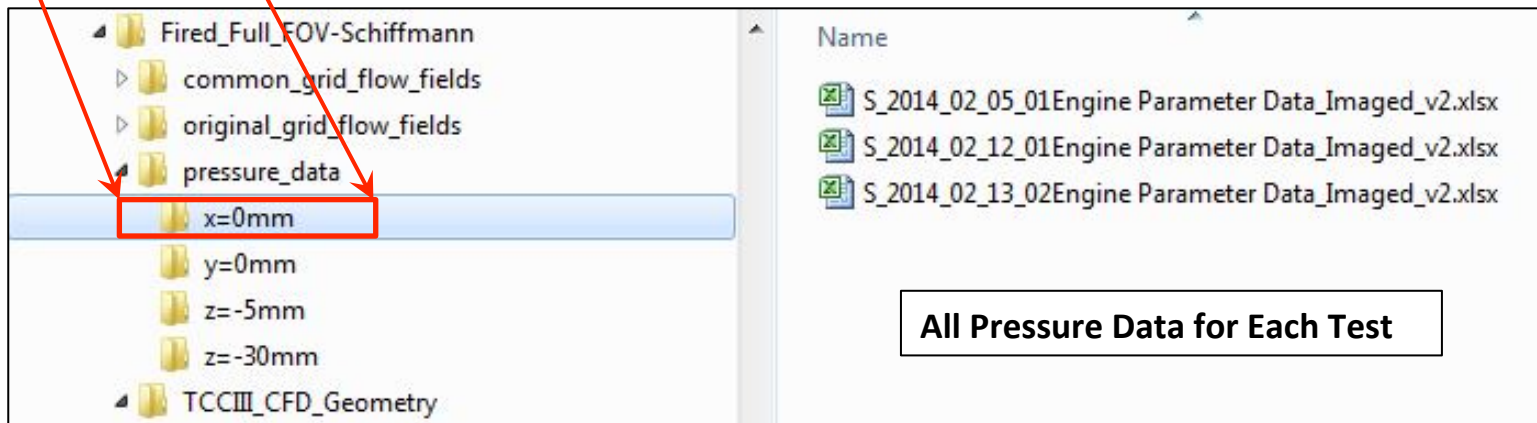 Fired_Full_FOV-Schiffmann
common_grid_flow_fields
original_grid_flow_fields
pressure_data
x=0mm
y=0mm
z=-5mm
z=-30mm
TCCIII_CFD_Geometry
Name
S_2014_02_05_01Engine Parameter Data_Imaged_v2.xlsx
S_2014_02_12_01Engine Parameter Data_Imaged_v2.xlsx
S_2014_02_13_02Engine Parameter Data_Imaged_v2.xlsx
All Pressure Data for Each Test